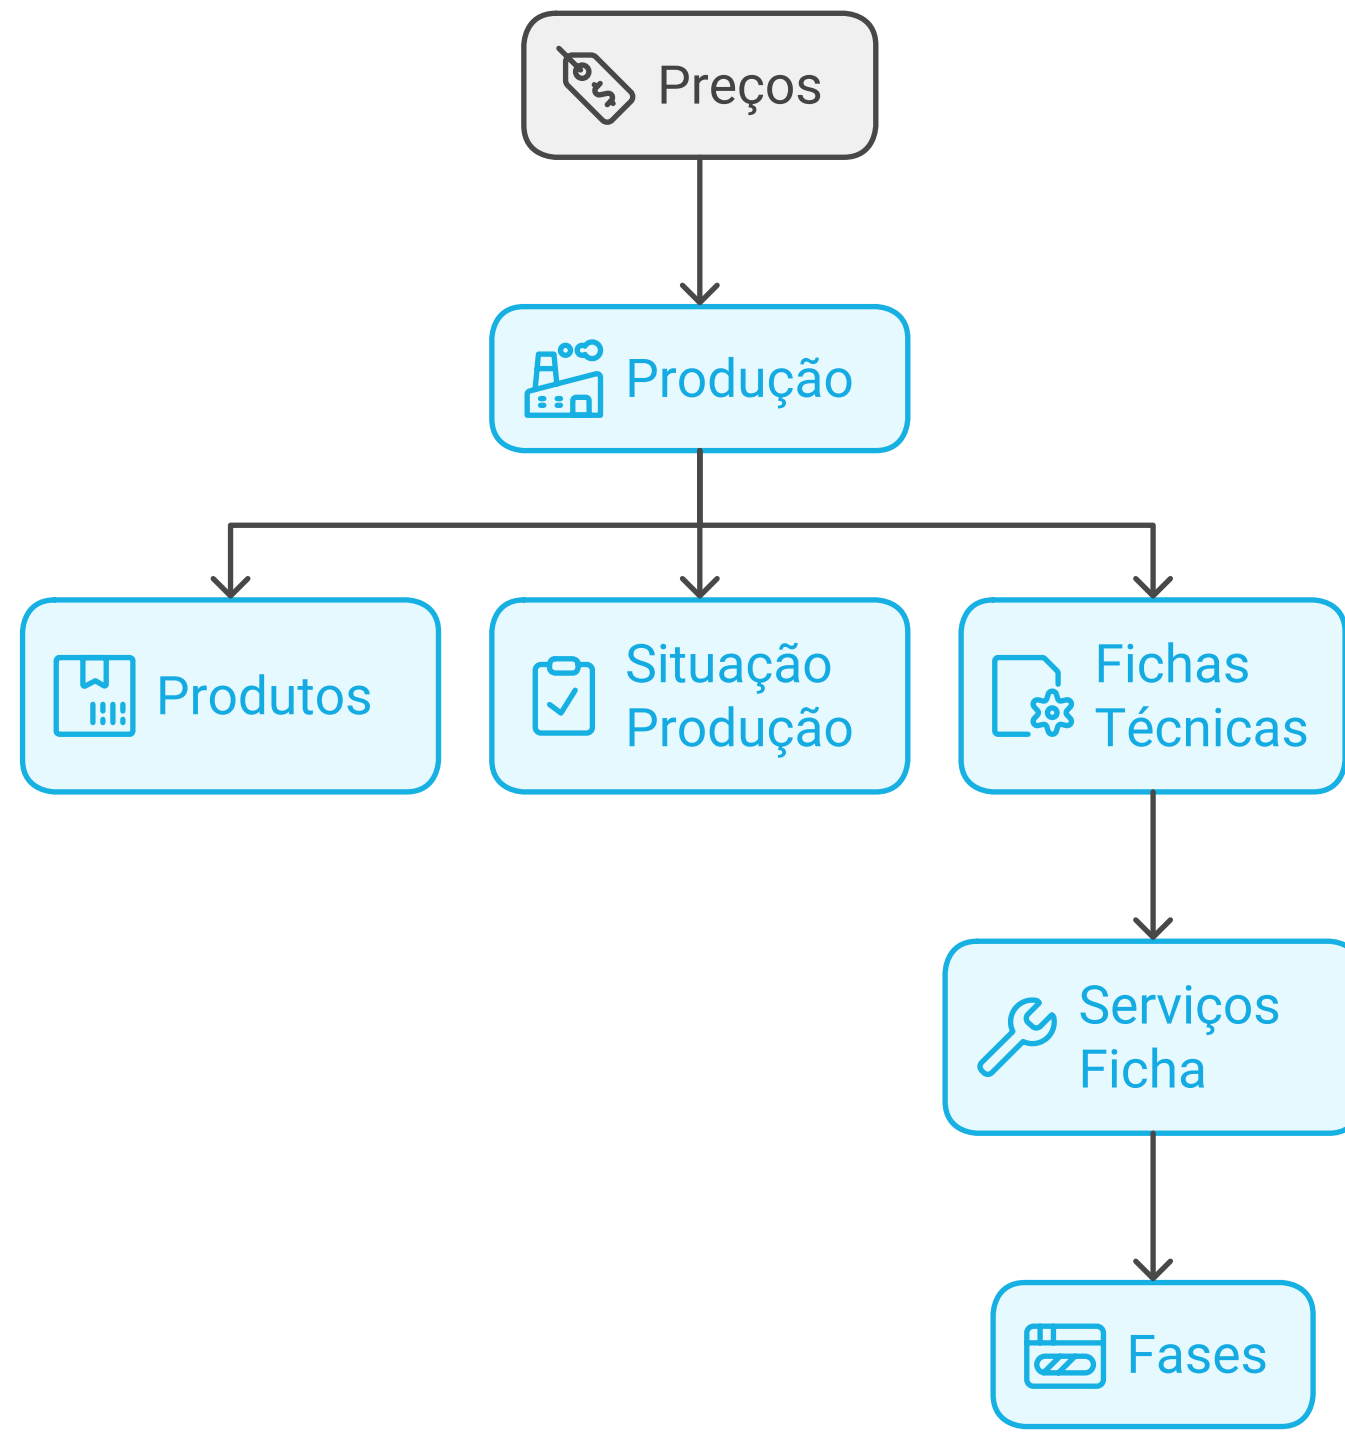 Preços
Produção
Produtos
Situação
Produção
Fichas
Técnicas
Serviços
Ficha
Fases